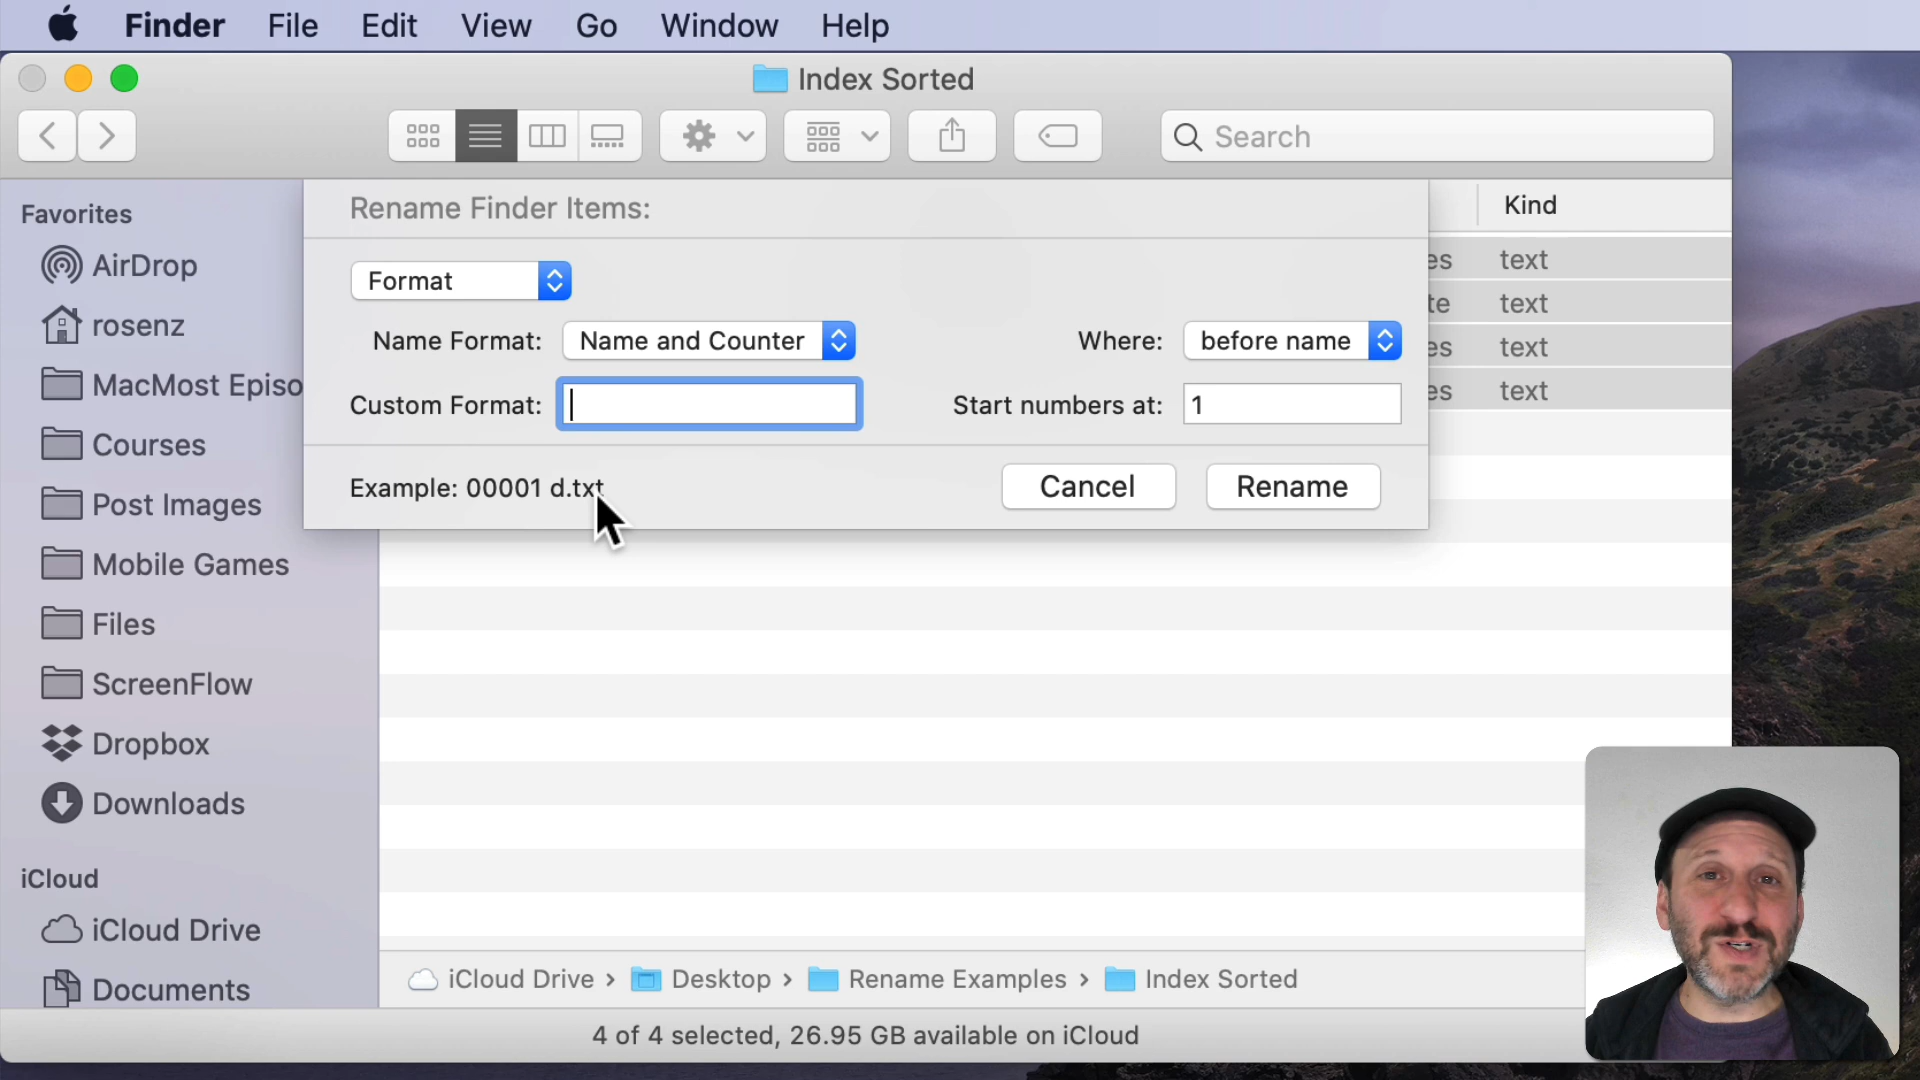 Finder File Edit View Go Window Help
Index Sorted
Search
Favorites
AirDrop
rosenz
MacMost Episo
Courses
Post Images
Mobile Games
Files
ScreenFlow
Dropbox
Downloads
iCloud
iCloud Drive
Documents
Rename Finder Items:
Format
Name Format: Name and Counter Where: before name
Custom Format: Start numbers at: 1
Example: 00001 d.txt Cancel Rename
Kind
es text
te text
es text
es text
iCloud Drive › Desktop › Rename Examples › Index Sorted
4 of 4 selected, 26.95 GB available on iCloud